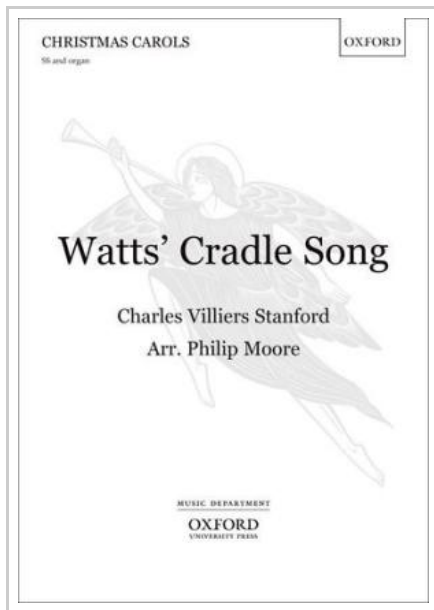 CHRISTMAS CAROLS
OXFORD
SS and organ
Watts’ Cradle Song
Charles Villiers Stanford
Arr. Philip Moore
MUSIC DEPARTMENT
OXFORD
UNIVERSITY PRESS